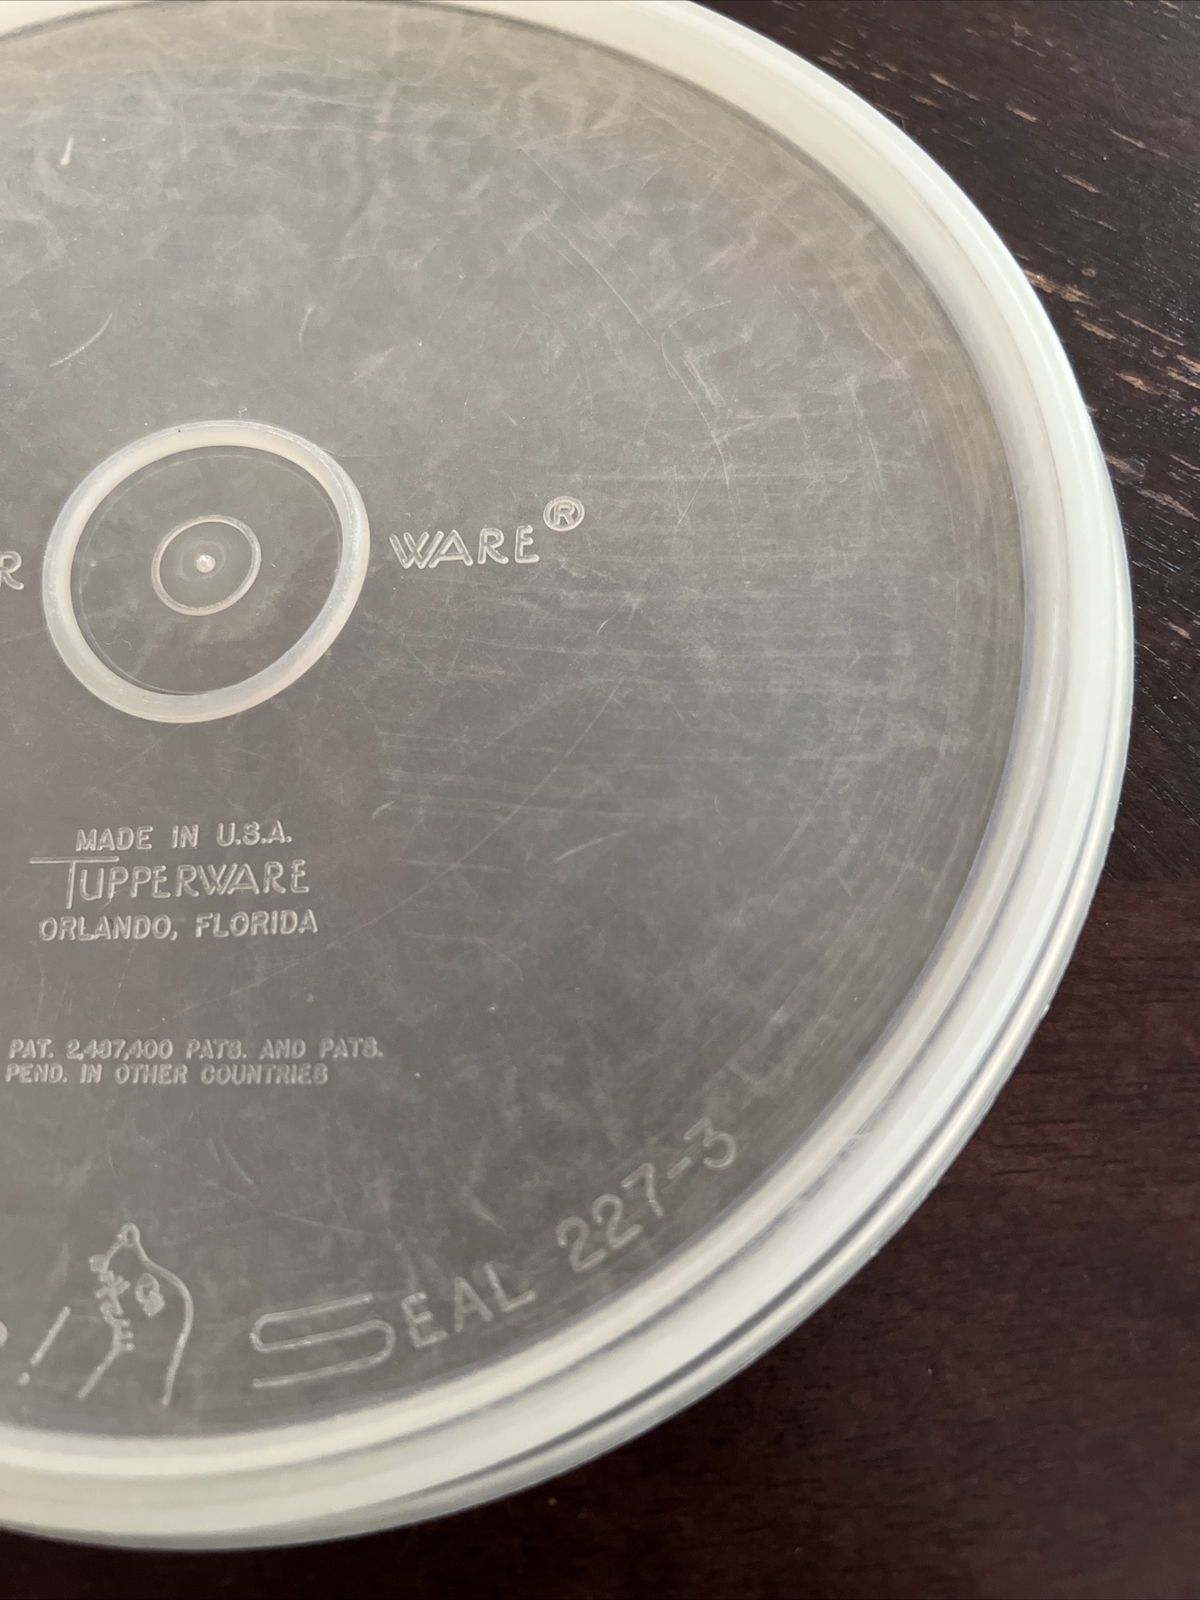 R WARE®
MADE IN U.S.A.
TUPPERWARE
ORLANDO, FLORIDA
PAT. 2,487,400 PATS. AND PATS.
PEND. IN OTHER COUNTRIES
SEAL 227-3